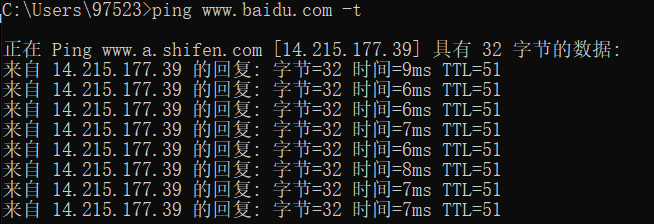 C:\Users\97523>ping www.baidu.com -t
正在 Ping www.a.shifen.com [14.215.177.39] 具有 32 字节的数据:
来自 14.215.177.39 的回复: 字节=32 时间=9ms TTL=51
来自 14.215.177.39 的回复: 字节=32 时间=6ms TTL=51
来自 14.215.177.39 的回复: 字节=32 时间=6ms TTL=51
来自 14.215.177.39 的回复: 字节=32 时间=7ms TTL=51
来自 14.215.177.39 的回复: 字节=32 时间=6ms TTL=51
来自 14.215.177.39 的回复: 字节=32 时间=8ms TTL=51
来自 14.215.177.39 的回复: 字节=32 时间=7ms TTL=51
来自 14.215.177.39 的回复: 字节=32 时间=7ms TTL=51